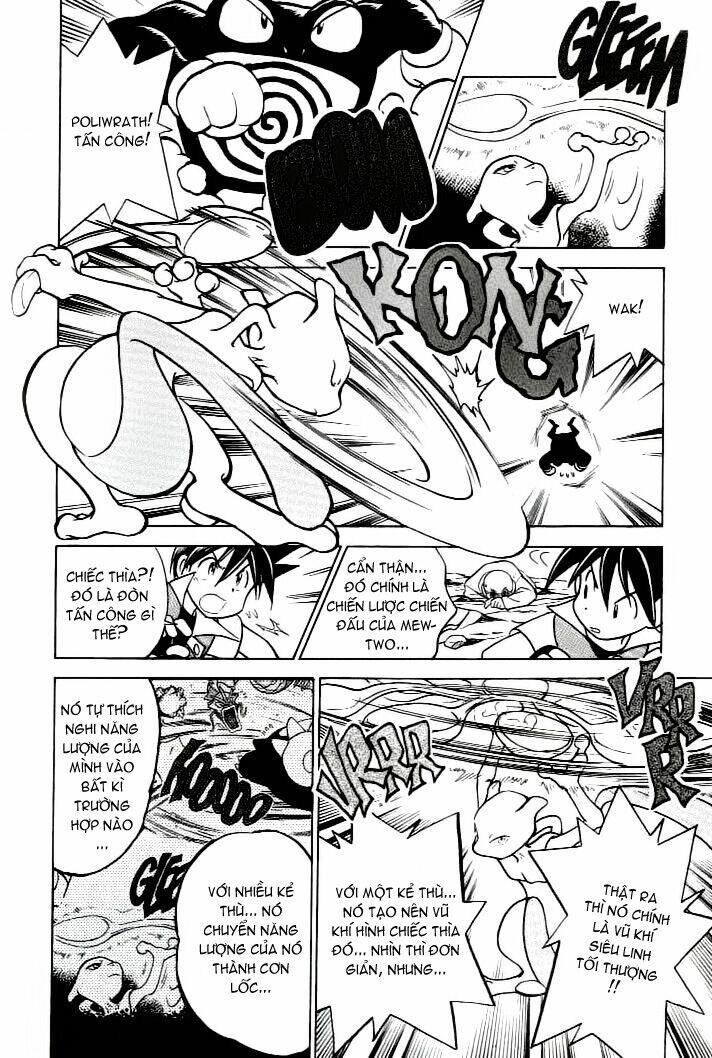 POLIWRATH!
TẤN CÔNG!
GLEEEM
KONG
WAK!
CHIẾC THÌA?!
ĐÓ LÀ ĐÒN
TẤN CÔNG GÌ
THẾ?
CẨN THẬN...
ĐÓ CHÍNH LÀ
CHIẾN LƯỢC CHIẾN
ĐẤU CỦA MEW-
TWO...
NÓ TỰ THÍCH
NGHI NĂNG
LƯỢNG CỦA
MÌNH VÀO
BẤT KÌ
TRƯỜNG
HỢP NÀO
...
KOOOOO
GLEEEM
VỚI NHIỀU KẺ
THÙ... NÓ
CHUYỂN NĂNG
LƯỢNG CỦA NÓ
THÀNH CƠN
LỐC...
VRRR
VỚI MỘT KẺ THÙ...
NÓ TẠO NÊN VŨ
KHÍ HÌNH CHIẾC THÌA
ĐÓ... NHÌN THÌ ĐƠN
GIẢN, NHƯNG...
VRRR
R
THẬT RA
THÌ NÓ CHÍNH
LÀ VŨ KHÍ
SIÊU LINH
TỐI THƯỢNG
!!